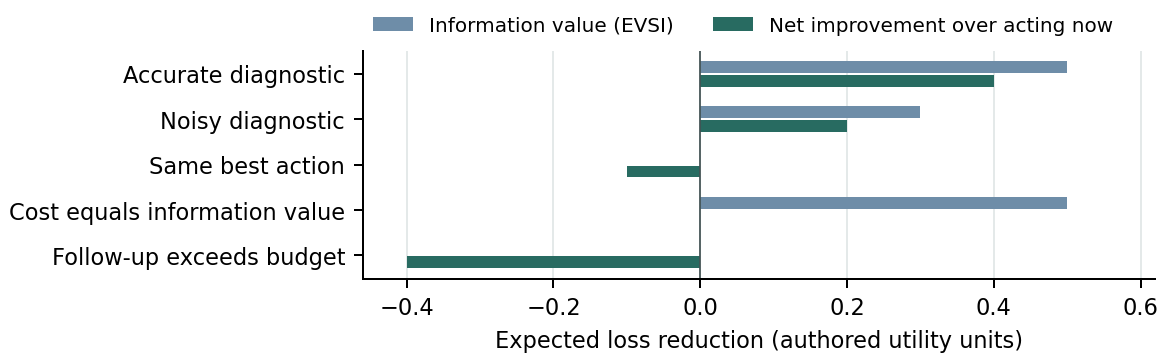 Information value (EVSI)
Net improvement over acting now
Accurate diagnostic
Noisy diagnostic
Same best action
Cost equals information value
Follow-up exceeds budget
−0.4
−0.2
0.0
0.2
0.4
0.6
Expected loss reduction (authored utility units)